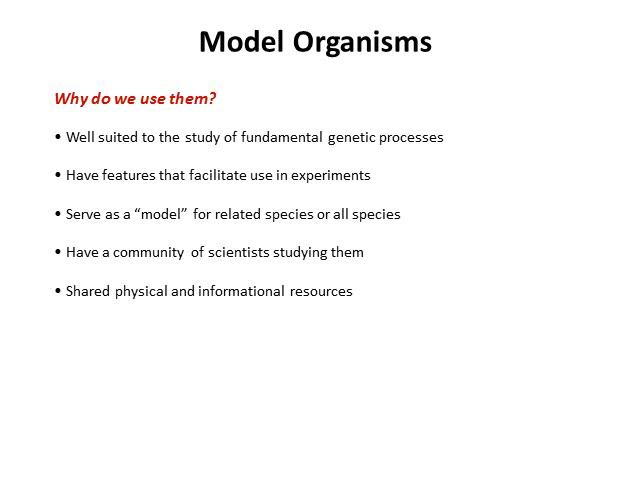 Model Organisms
Why do we use them?
• Well suited to the study of fundamental genetic processes
• Have features that facilitate use in experiments
• Serve as a “model” for related species or all species
• Have a community of scientists studying them
• Shared physical and informational resources